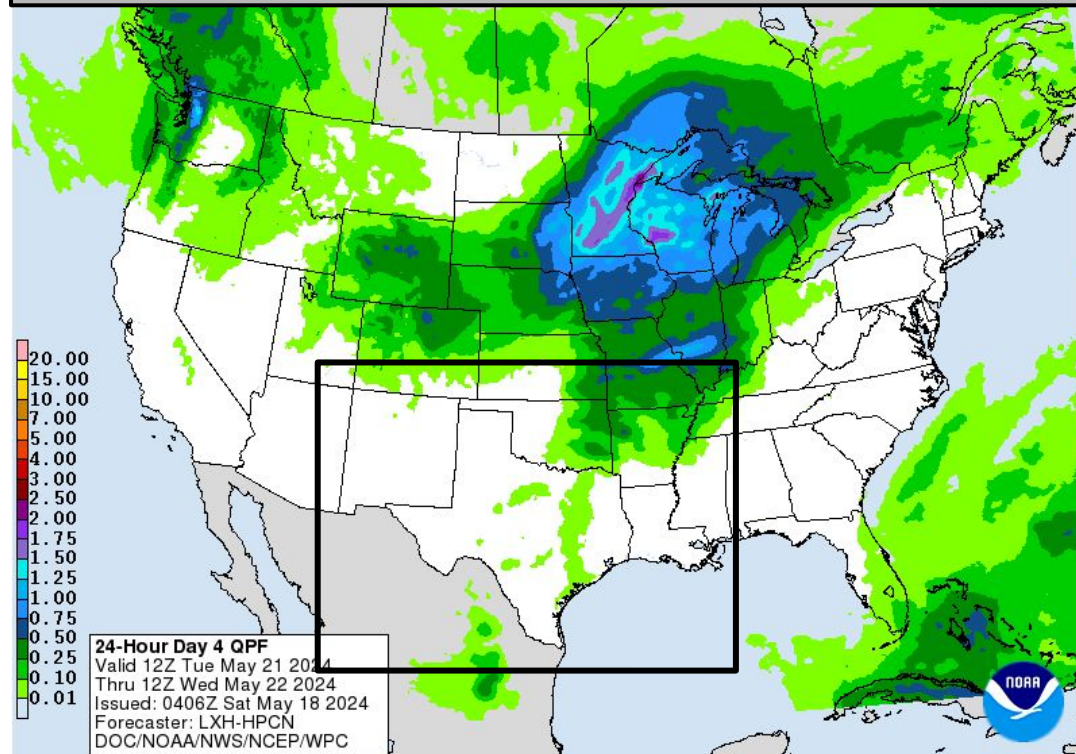 20.00
15.00
10.00
7.00
5.00
4.00
3.00
2.50
2.00
1.75
1.50
1.25
1.00
0.75
0.50
0.25
0.10
0.01
24-Hour Day 4 QPF
Valid 12Z Tue May 21 2024
Thru 12Z Wed May 22 2024
Issued: 0406Z Sat May 18 2024
Forecaster: LXH-HPCN
DOC/NOAA/NWS/NCEP/WPC
NOAA